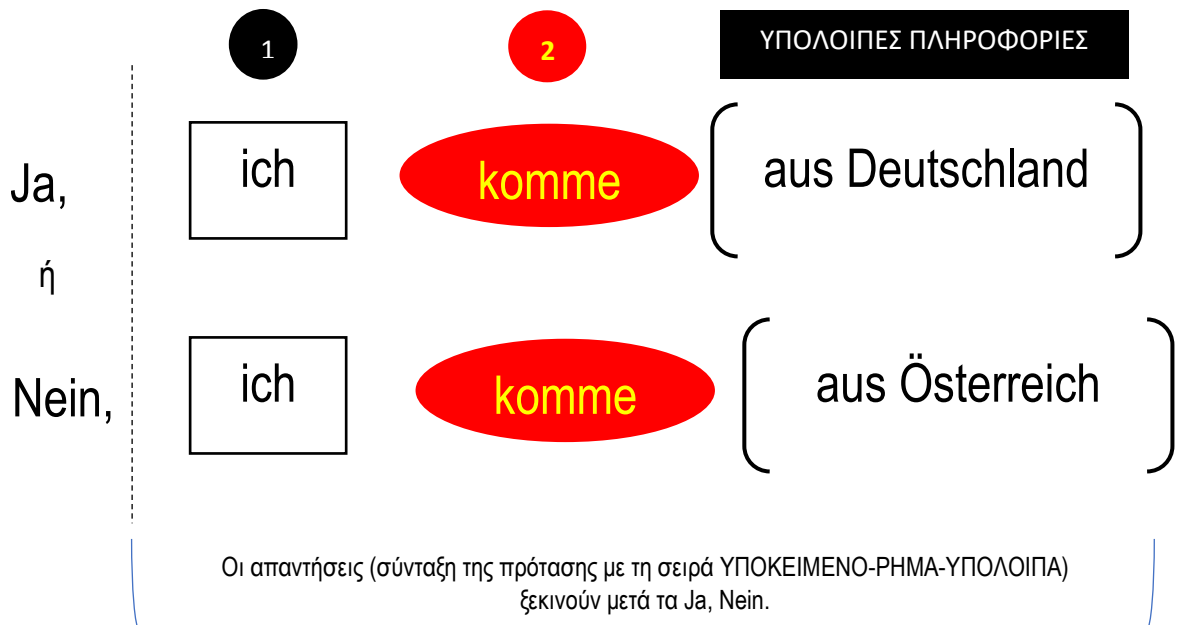 1 2 ΥΠΟΛΟΙΠΕΣ ΠΛΗΡΟΦΟΡΙΕΣ
Ja, ich komme aus Deutschland
ή
Nein, ich komme aus Österreich
Οι απαντήσεις (σύνταξη της πρότασης με τη σειρά ΥΠΟΚΕΙΜΕΝΟ-ΡΗΜΑ-ΥΠΟΛΟΙΠΑ)
ξεκινούν μετά τα Ja, Nein.